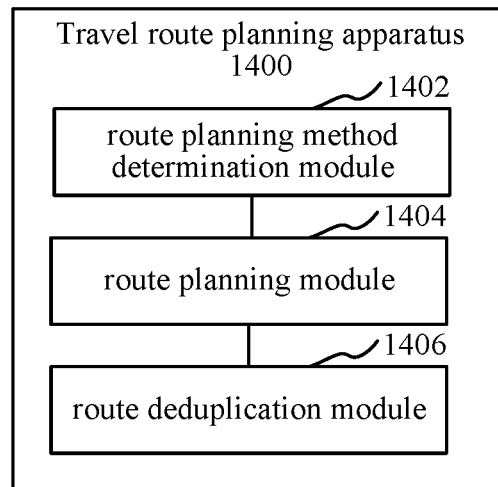 Travel route planning apparatus
1400
1402
route planning method
determination module
1404
route planning module
1406
route deduplication module